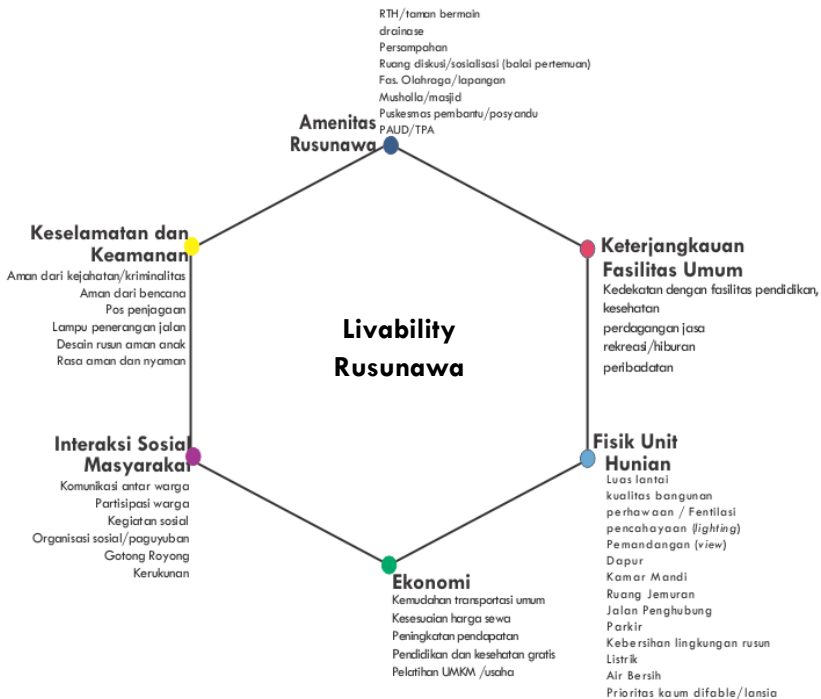 RTH/taman bermain
drainase
Persampahan
Ruang diskusi/sosialisasi (balai pertemuan)
Fas. Olahraga/lapangan
Musholla/masjid
Puskesmas pembantu/posyandu
PAUD/TPA
Amenitas
Rusunawa
Keselamatan dan
Keamanan
Aman dari kejahatan/kriminalitas
Aman dari bencana
Pos penjagaan
Lampu penerangan jalan
Desain rusun aman anak
Rasa aman dan nyaman
Keterjangkauan
Fasilitas Umum
Kedekatan dengan fasilitas pendidikan,
kesehatan
perdagangan jasa
rekreasi/hiburan
peribadatan
Livability
Rusunawa
Interaksi Sosial
Masyarakat
Komunikasi antar warga
Partisipasi warga
Kegiatan sosial
Organisasi sosial/paguyuban
Gotong Royong
Kerukunan
Fisik Unit
Hunian
Luas lantai
kualitas bangunan
perhawaan / Fentilasi
pencahayaan (lighting)
Pemandangan (view)
Dapur
Kamar Mandi
Ruang Jemuran
Jalan Penghubung
Parkir
Kebersihan lingkungan rusun
Listrik
Air Bersih
Prioritas kaum difable/lansia
Ekonomi
Kemudahan transportasi umum
Kesesuaian harga sewa
Peningkatan pendapatan
Pendidikan dan kesehatan gratis
Pelatihan UMKM /usaha